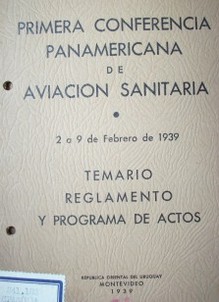 PRIMERA CONFERENCIA
PANAMERICANA
DE
AVIACION SANITARIA
2 a 9 de Febrero de 1939
TEMARIO
REGLAMENTO
Y PROGRAMA DE ACTOS
REPUBLICA ORIENTAL DEL URUGUAY
MONTEVIDEO
1939